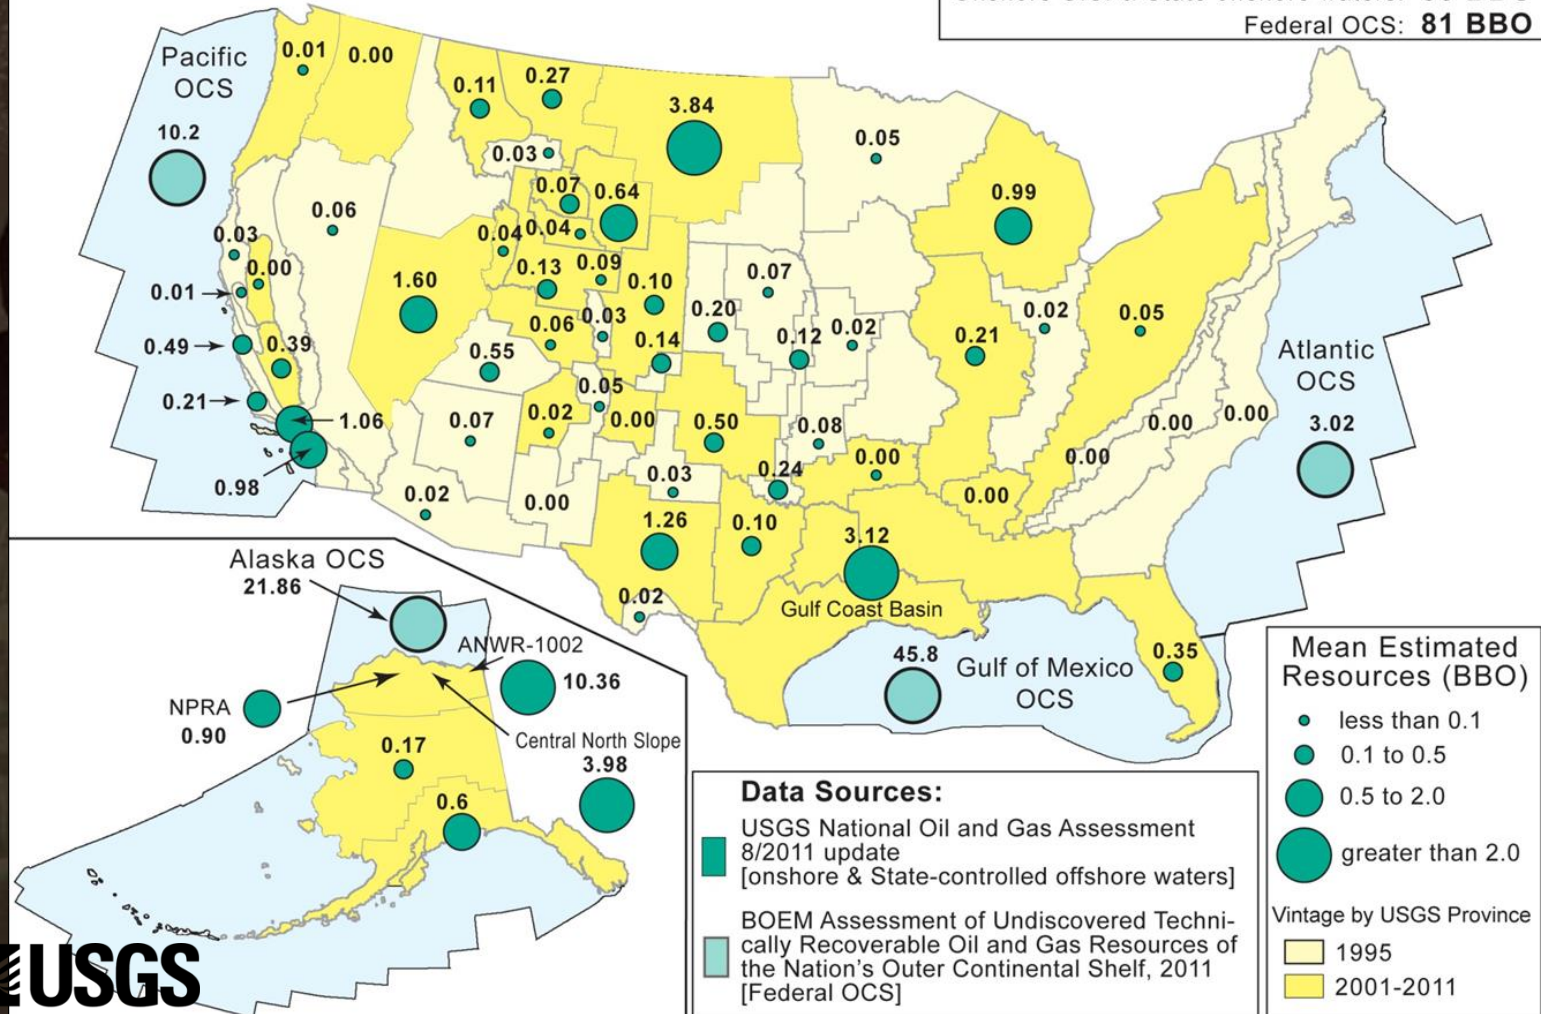 Federal OCS: 81 BBO
Pacific
OCS
10.2
0.01
0.00
0.11
0.27
3.84
0.05
0.99
0.03
0.07
0.64
0.06
0.04
0.04
0.03
0.00
0.01
1.60
0.13
0.09
0.10
0.07
0.20
0.12
0.02
0.02
0.05
0.21
0.06
0.03
0.14
0.49
0.39
0.55
0.21
1.06
0.98
0.05
0.07
0.02
0.00
0.50
0.08
0.00
0.00
0.00
0.00
0.00
0.03
0.24
0.02
0.00
1.26
0.10
3.12
Gulf Coast Basin
0.02
0.35
Atlantic
OCS
3.02
45.8
Gulf of Mexico
OCS
Alaska OCS
21.86
ANWR-1002
10.36
NPRA
0.90
Central North Slope
3.98
0.17
0.6
Data Sources:
USGS National Oil and Gas Assessment
8/2011 update
[onshore & State-controlled offshore waters]
BOEM Assessment of Undiscovered Techni-
cally Recoverable Oil and Gas Resources of
the Nation's Outer Continental Shelf, 2011
[Federal OCS]
Mean Estimated
Resources (BBO)
less than 0.1
0.1 to 0.5
0.5 to 2.0
greater than 2.0
Vintage by USGS Province
1995
2001-2011
USGS